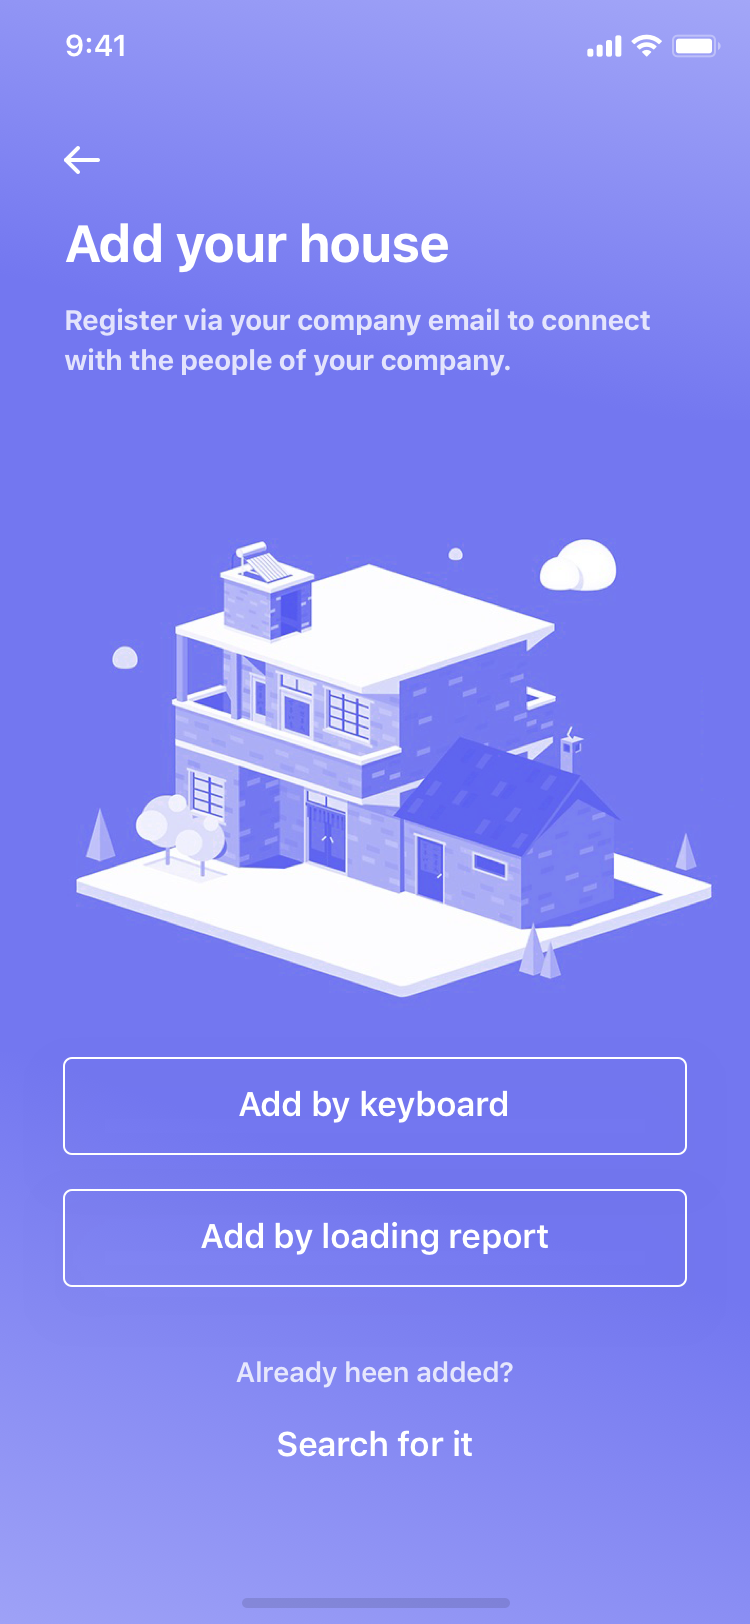 9:41
Add your house
Register via your company email to connect
with the people of your company.
Add by keyboard
Add by loading report
Already heen added?
Search for it